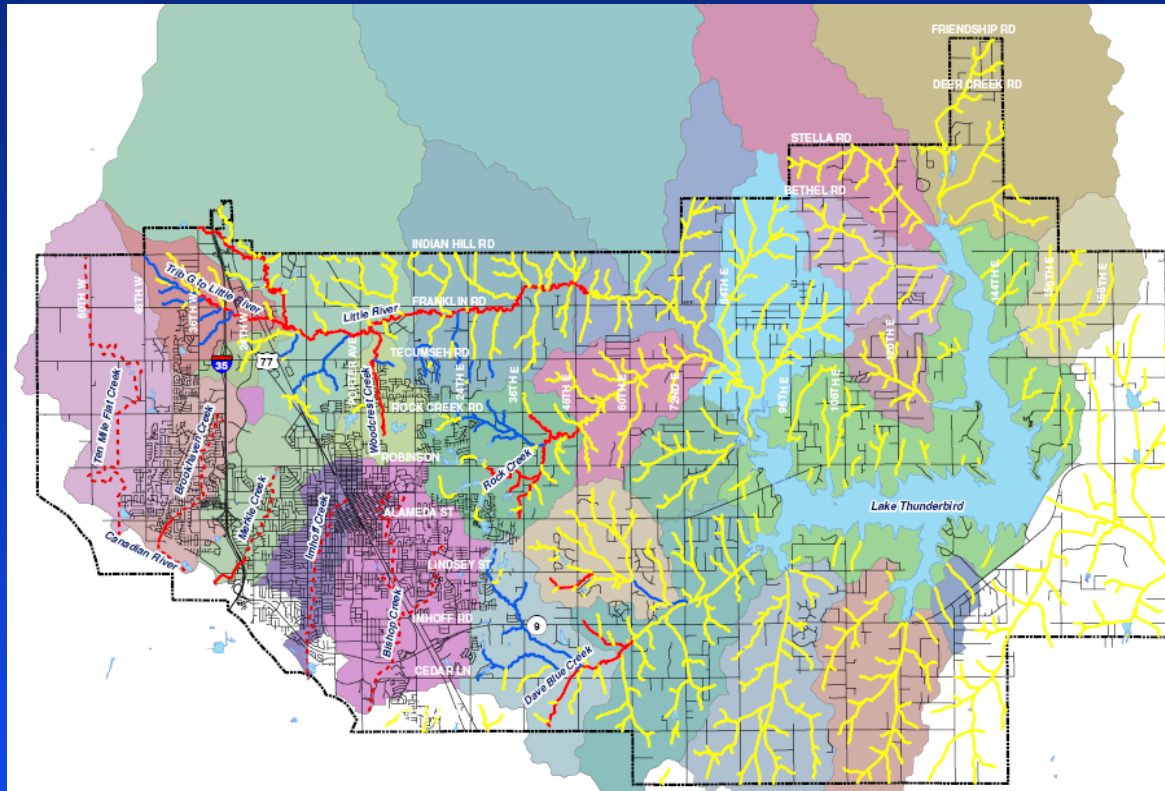 FRIENDSHIP RD
DEER CREEK RD
STELLA RD
BETHEL RD
INDIAN HILL RD
Trib G to Little River
60TH W
48TH W
36TH W
24TH W
Little River
FRANKLIN RD
84TH E
144TH E
156TH E
168TH E
35
77
TECUMSEH RD
PORTER AVE
Woodcrest Creek
24TH E
36TH E
48TH E
60TH E
72ND E
96TH E
108TH E
120TH E
Ten Mile Flat Creek
Brookhaven Creek
ROCK CREEK RD
ROBINSON
Rock Creek
Merkle Creek
Imhoff Creek
ALAMEDA ST
Lake Thunderbird
Canadian River
LINDSEY ST
Bishop Creek
IMHOFF RD
9
CEDAR LN
Dave Blue Creek